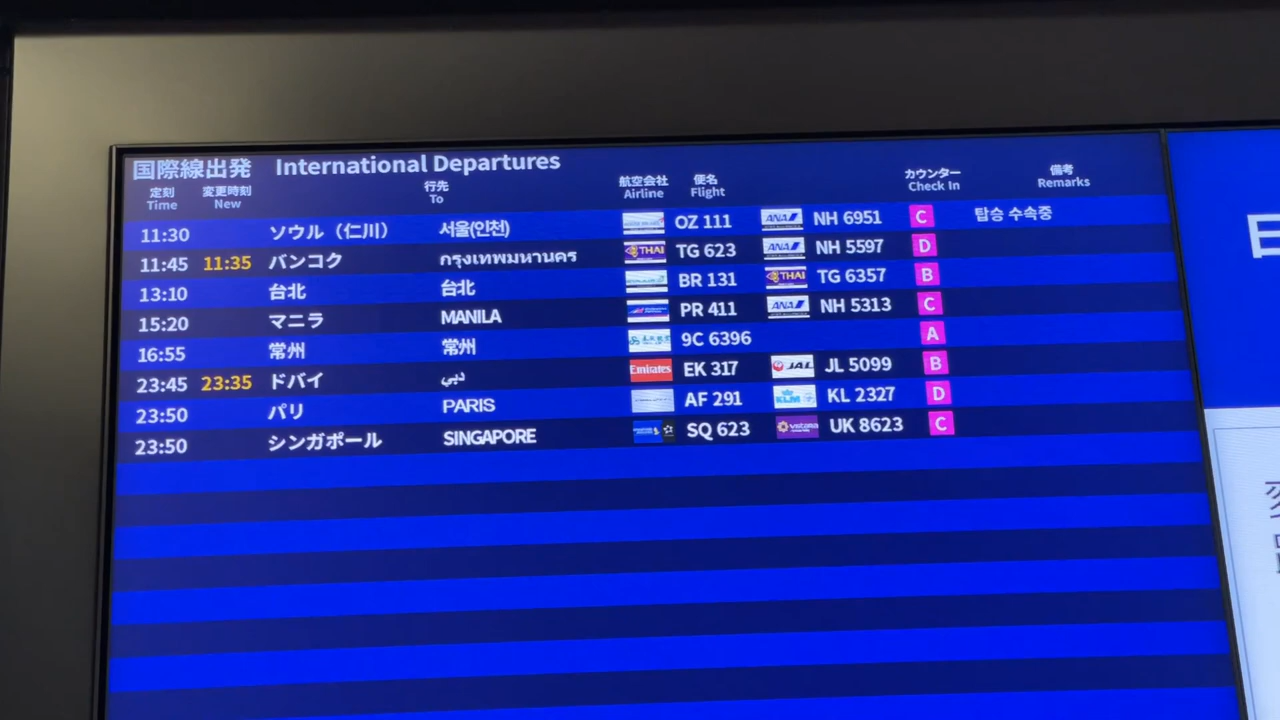 国際線出発 International Departures
定刻 変更時刻 行先 航空会社 便名 カウンター 備考
Time New To Airline Flight Check In Remarks
11:30 ソウル（仁川） 서울(인천) OZ 111 ANA NH 6951 C 탑승 수속중
11:45 11:35 バンコク กรุงเทพมหานคร THAI TG 623 ANA NH 5597 D
13:10 台北 台北 BR 131 THAI TG 6357 B
15:20 マニラ MANILA PR 411 ANA NH 5313 C
16:55 常州 常州 9C 6396 A
23:45 23:35 ドバイ دبي Emirates EK 317 JAL JL 5099 B
23:50 パリ PARIS AF 291 KLM KL 2327 D
23:50 シンガポール SINGAPORE SQ 623 vistara UK 8623 C